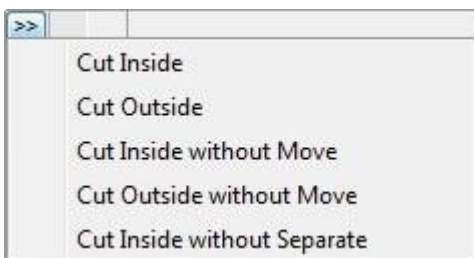 >>
Cut Inside
Cut Outside
Cut Inside without Move
Cut Outside without Move
Cut Inside without Separate